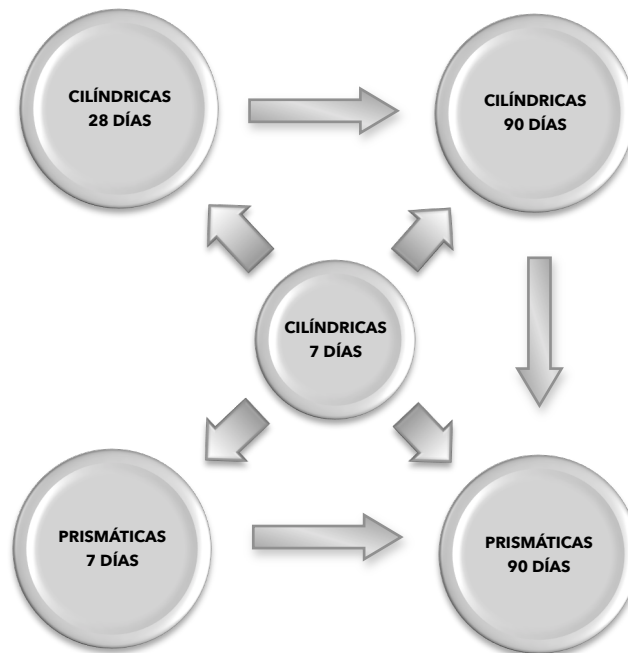 CILÍNDRICAS
28 DÍAS
CILÍNDRICAS
90 DÍAS
CILÍNDRICAS
7 DÍAS
PRISMÁTICAS
7 DÍAS
PRISMÁTICAS
90 DÍAS